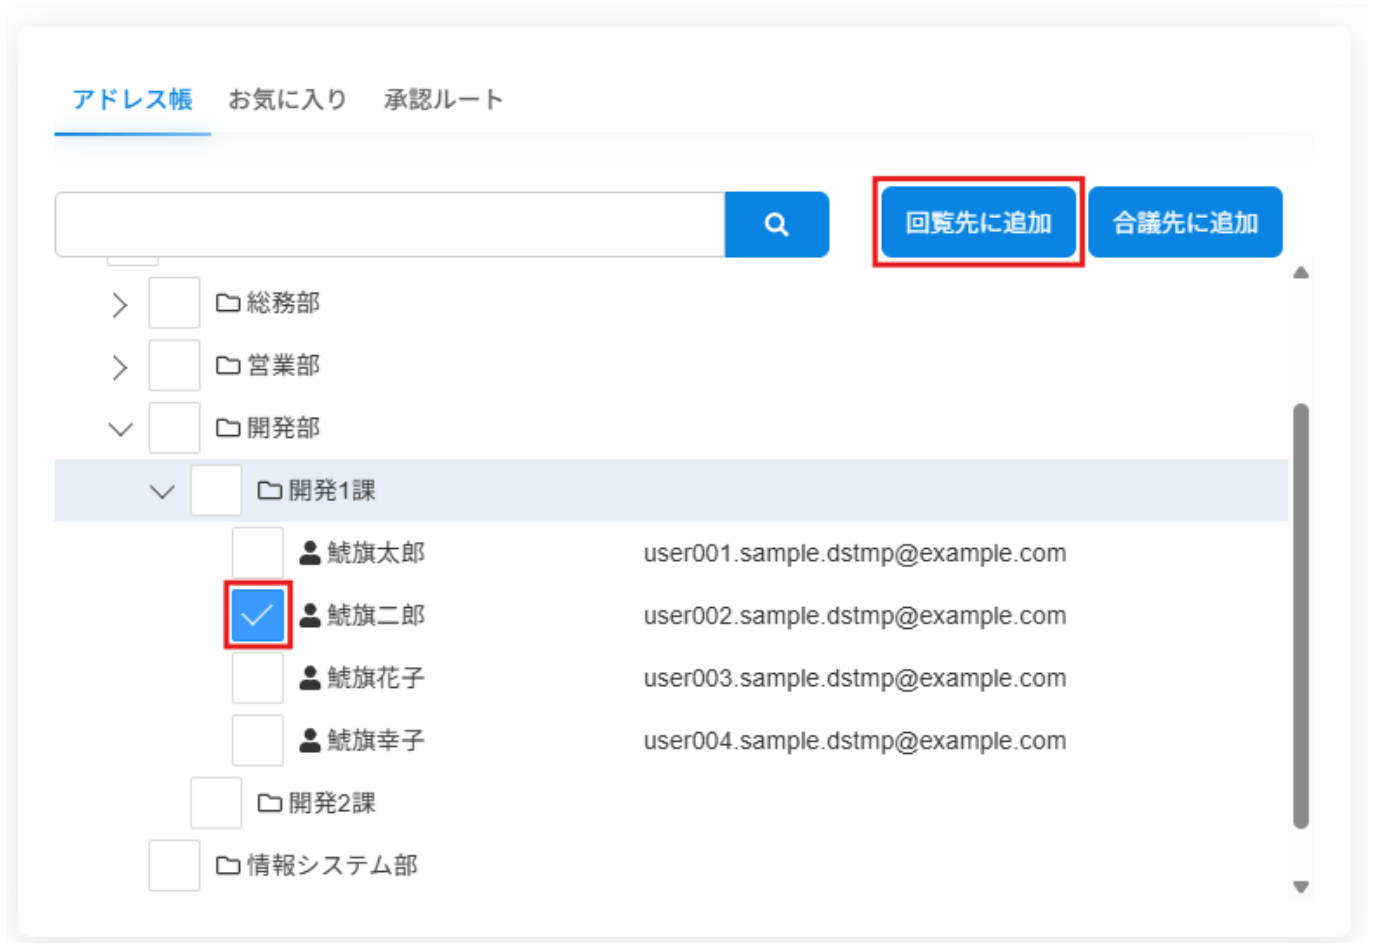 アドレス帳 お気に入り 承認ルート
回覧先に追加 合議先に追加
総務部
営業部
開発部
開発1課
鯱旗太郎 user001.sample.dstmp@example.com
鯱旗二郎 user002.sample.dstmp@example.com
鯱旗花子 user003.sample.dstmp@example.com
鯱旗幸子 user004.sample.dstmp@example.com
開発2課
情報システム部